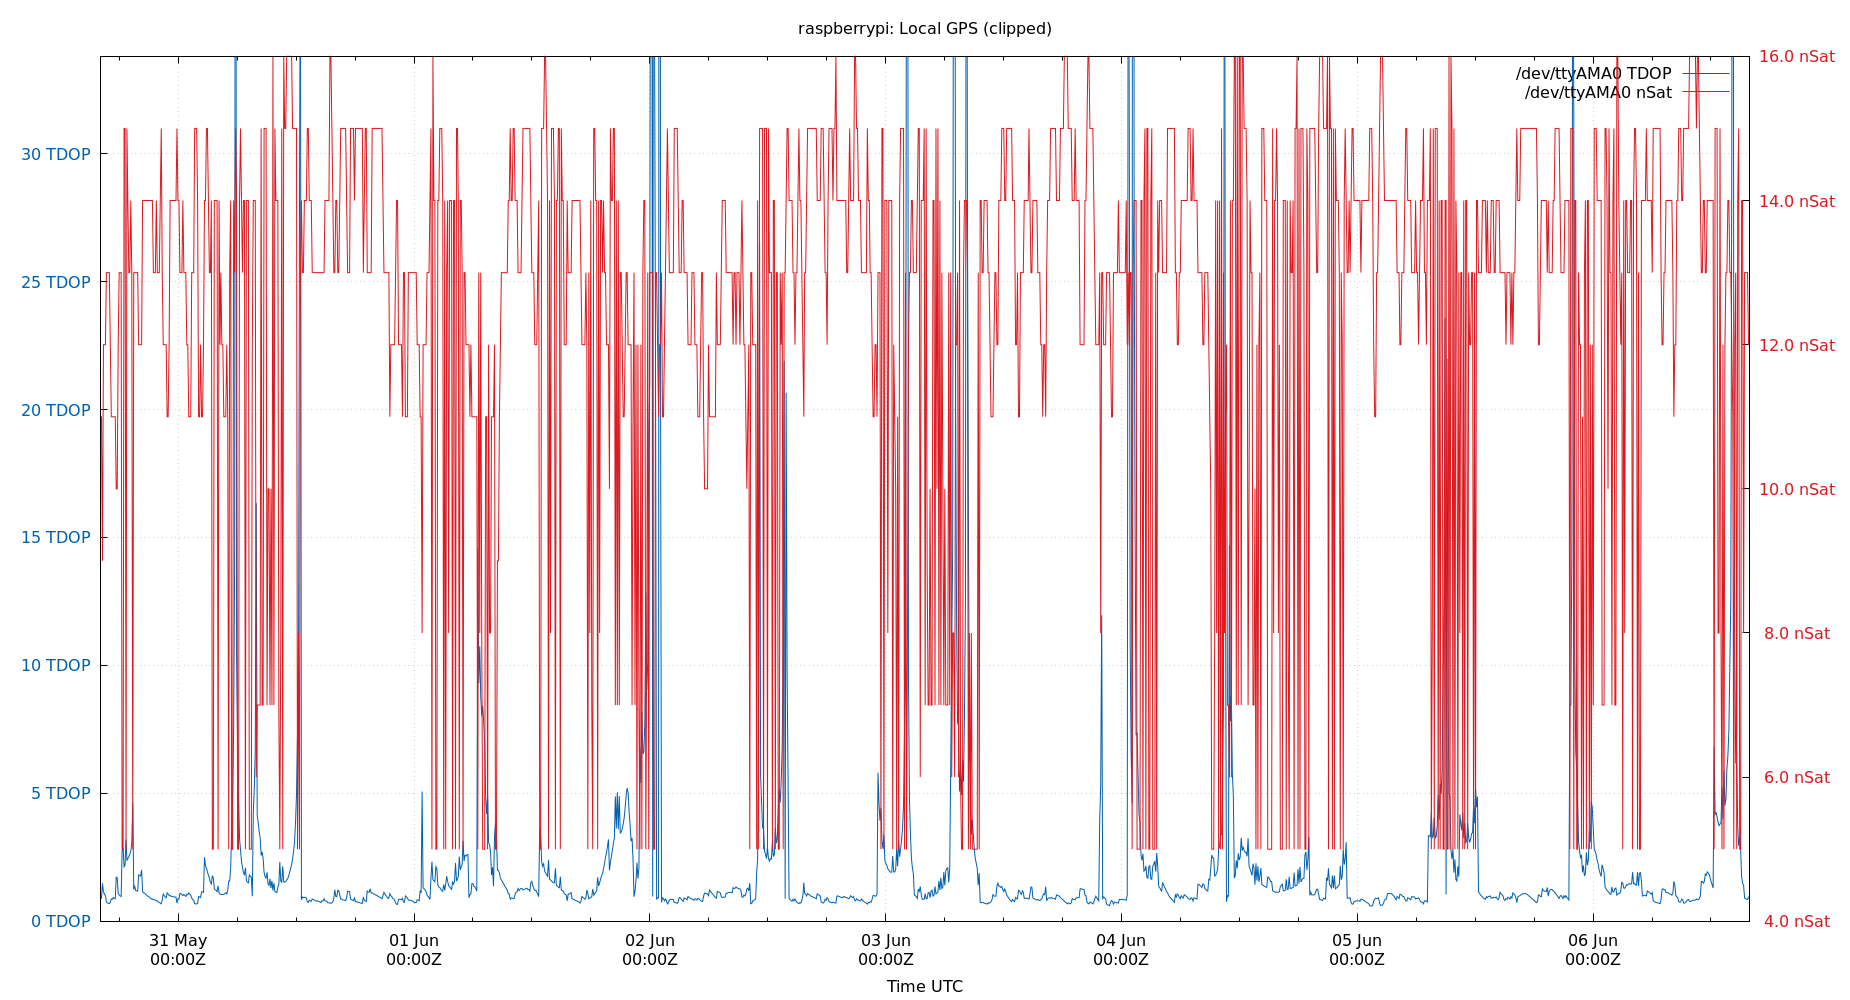 raspberrypi: Local GPS (clipped)
/dev/ttyAMA0 TDOP
/dev/ttyAMA0 nSat
30 TDOP
25 TDOP
20 TDOP
15 TDOP
10 TDOP
5 TDOP
0 TDOP
16.0 nSat
14.0 nSat
12.0 nSat
10.0 nSat
8.0 nSat
6.0 nSat
4.0 nSat
31 May
00:00Z
01 Jun
00:00Z
02 Jun
00:00Z
03 Jun
00:00Z
04 Jun
00:00Z
05 Jun
00:00Z
06 Jun
00:00Z
Time UTC